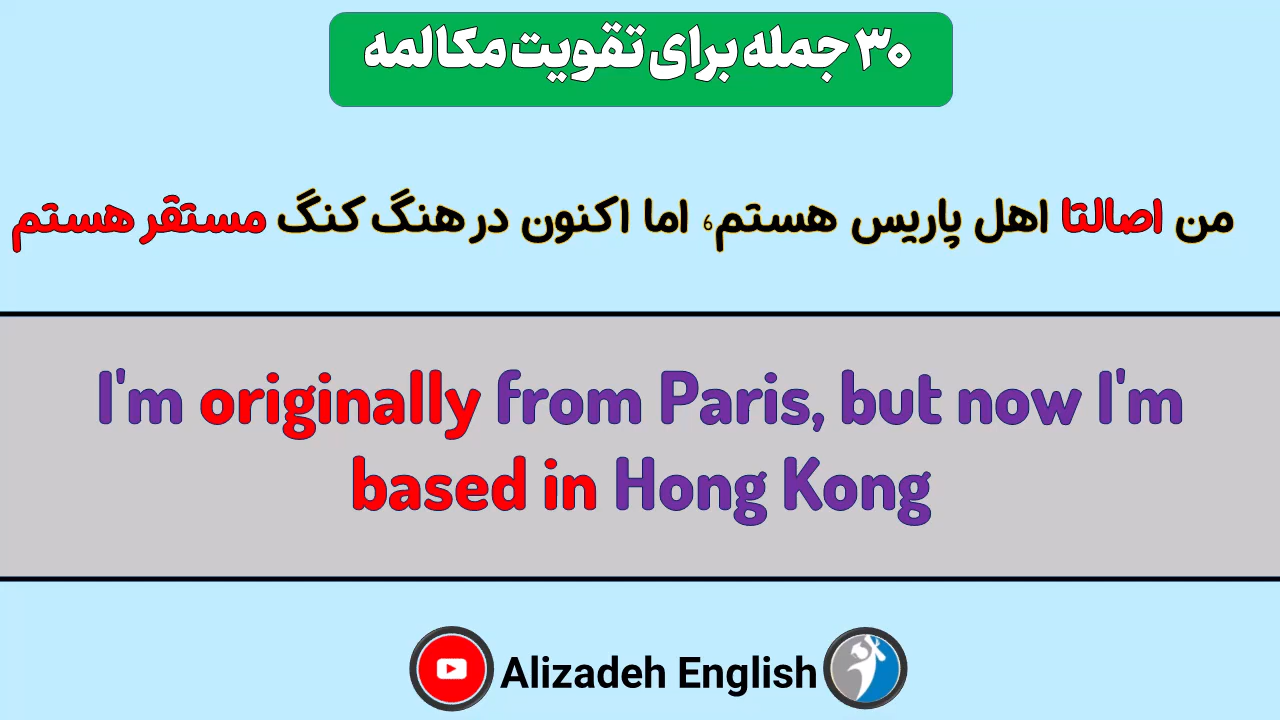 ۳۰ جمله برای تقویت مکالمه
من اصالتا اهل پاریس هستم، اما اکنون در هنگ کنگ مستقر هستم
I'm originally from Paris, but now I'm
based in Hong Kong
Alizadeh English